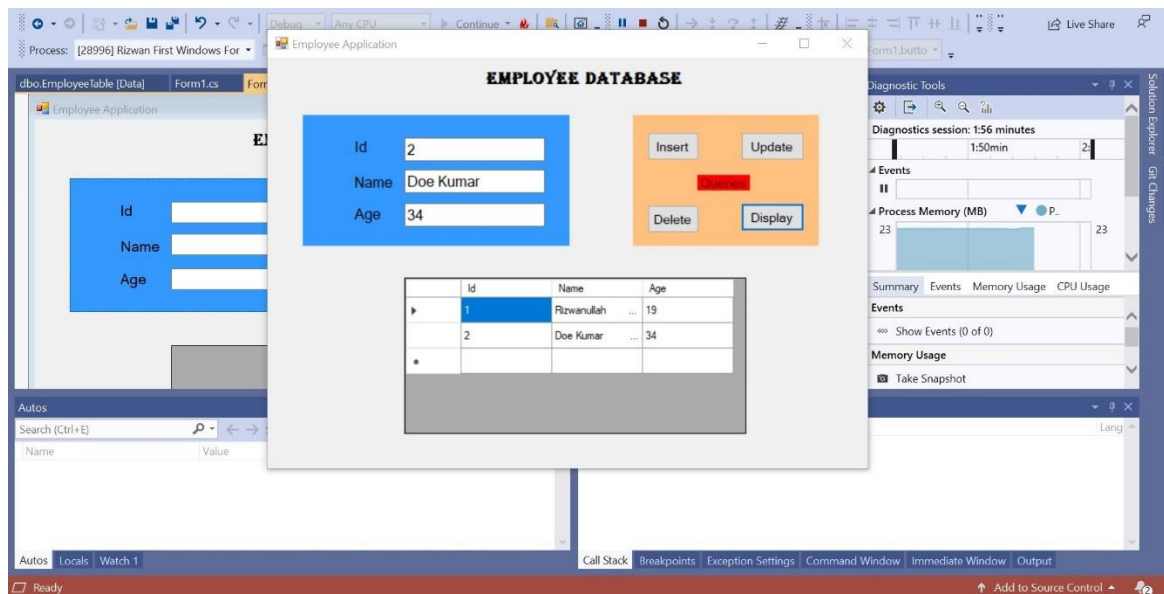 Debug Any CPU Continue Live Share
Process: [28996] Rizwan First Windows For Form1.butto
dbo.EmployeeTable [Data] Form1.cs For
Employee Application
E
Id
Name
Age
Employee Application
EMPLOYEE DATABASE
Id 2
Name Doe Kumar
Age 34
Insert Update
Queries
Delete Display
Id Name Age
1 Rizwanullah ... 19
2 Doe Kumar ... 34
Diagnostic Tools
Diagnostics session: 1:56 minutes
1:50min 2:
Events
Process Memory (MB) P..
23 23
Summary Events Memory Usage CPU Usage
Events
Show Events (0 of 0)
Memory Usage
Take Snapshot
Solution Explorer
Git Changes
Autos
Search (Ctrl+E)
Name Value
Lang
Autos Locals Watch 1
Call Stack Breakpoints Exception Settings Command Window Immediate Window Output
Ready Add to Source Control 2